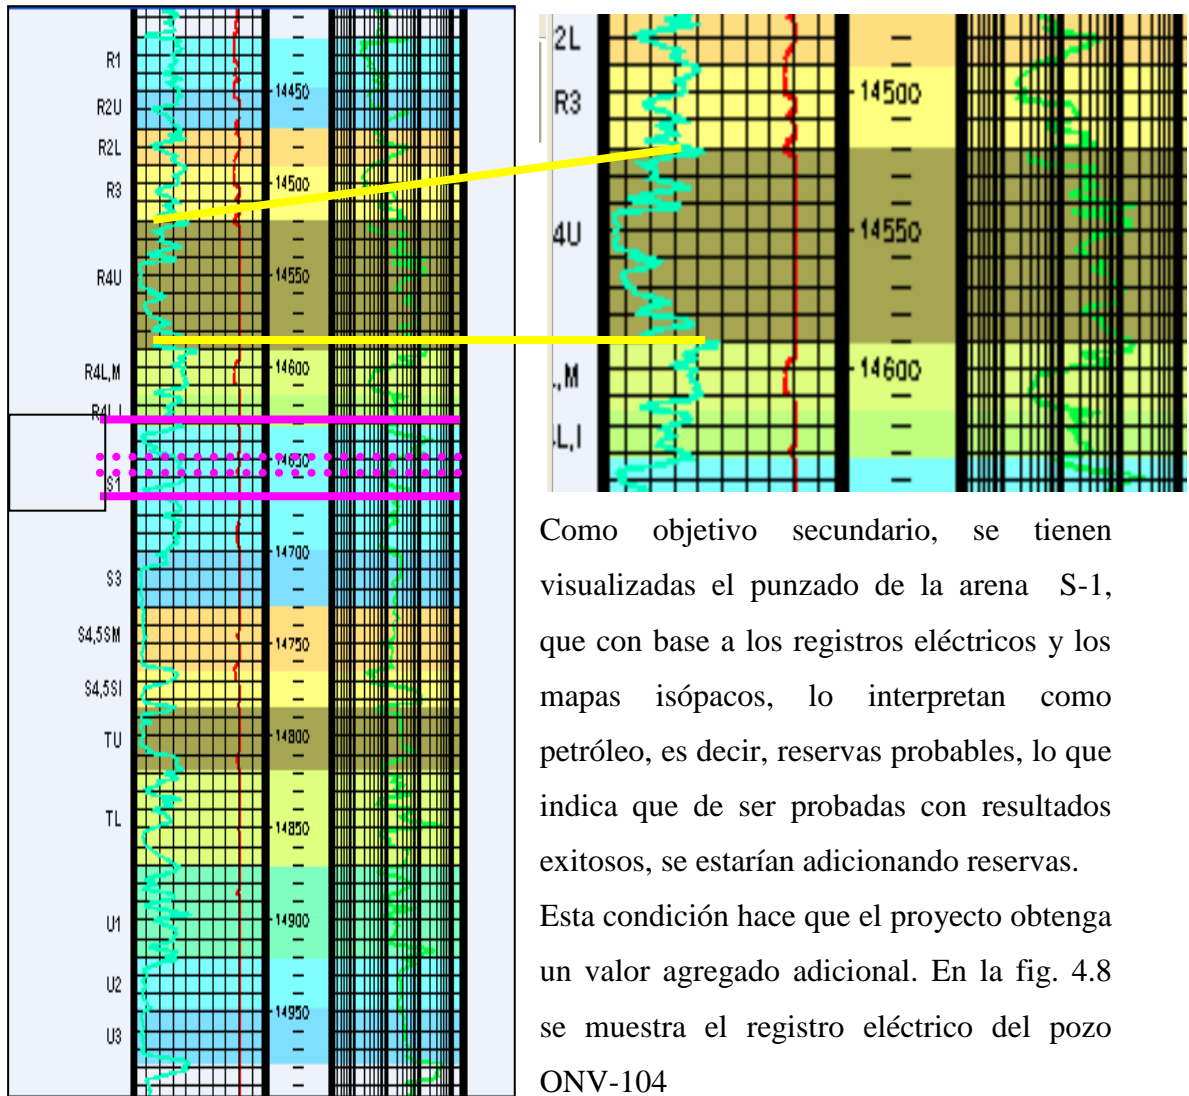 R1
14450
R2U
R2L
R3
14500
R4U
14550
14600
R4L,M
R4L,I
14650
S1
14700
S3
S4,5SM
14750
S4,5SI
TU
14800
TL
14850
U1
14900
U2
14950
U3
2L
R3
14500
4U
14550
,M
14600
L,I
Como objetivo secundario, se tienen
visualizadas el punzado de la arena S-1,
que con base a los registros eléctricos y los
mapas isópacos, lo interpretan como
petróleo, es decir, reservas probables, lo que
indica que de ser probadas con resultados
exitosos, se estarían adicionando reservas.
Esta condición hace que el proyecto obtenga
un valor agregado adicional. En la fig. 4.8
se muestra el registro eléctrico del pozo
ONV-104